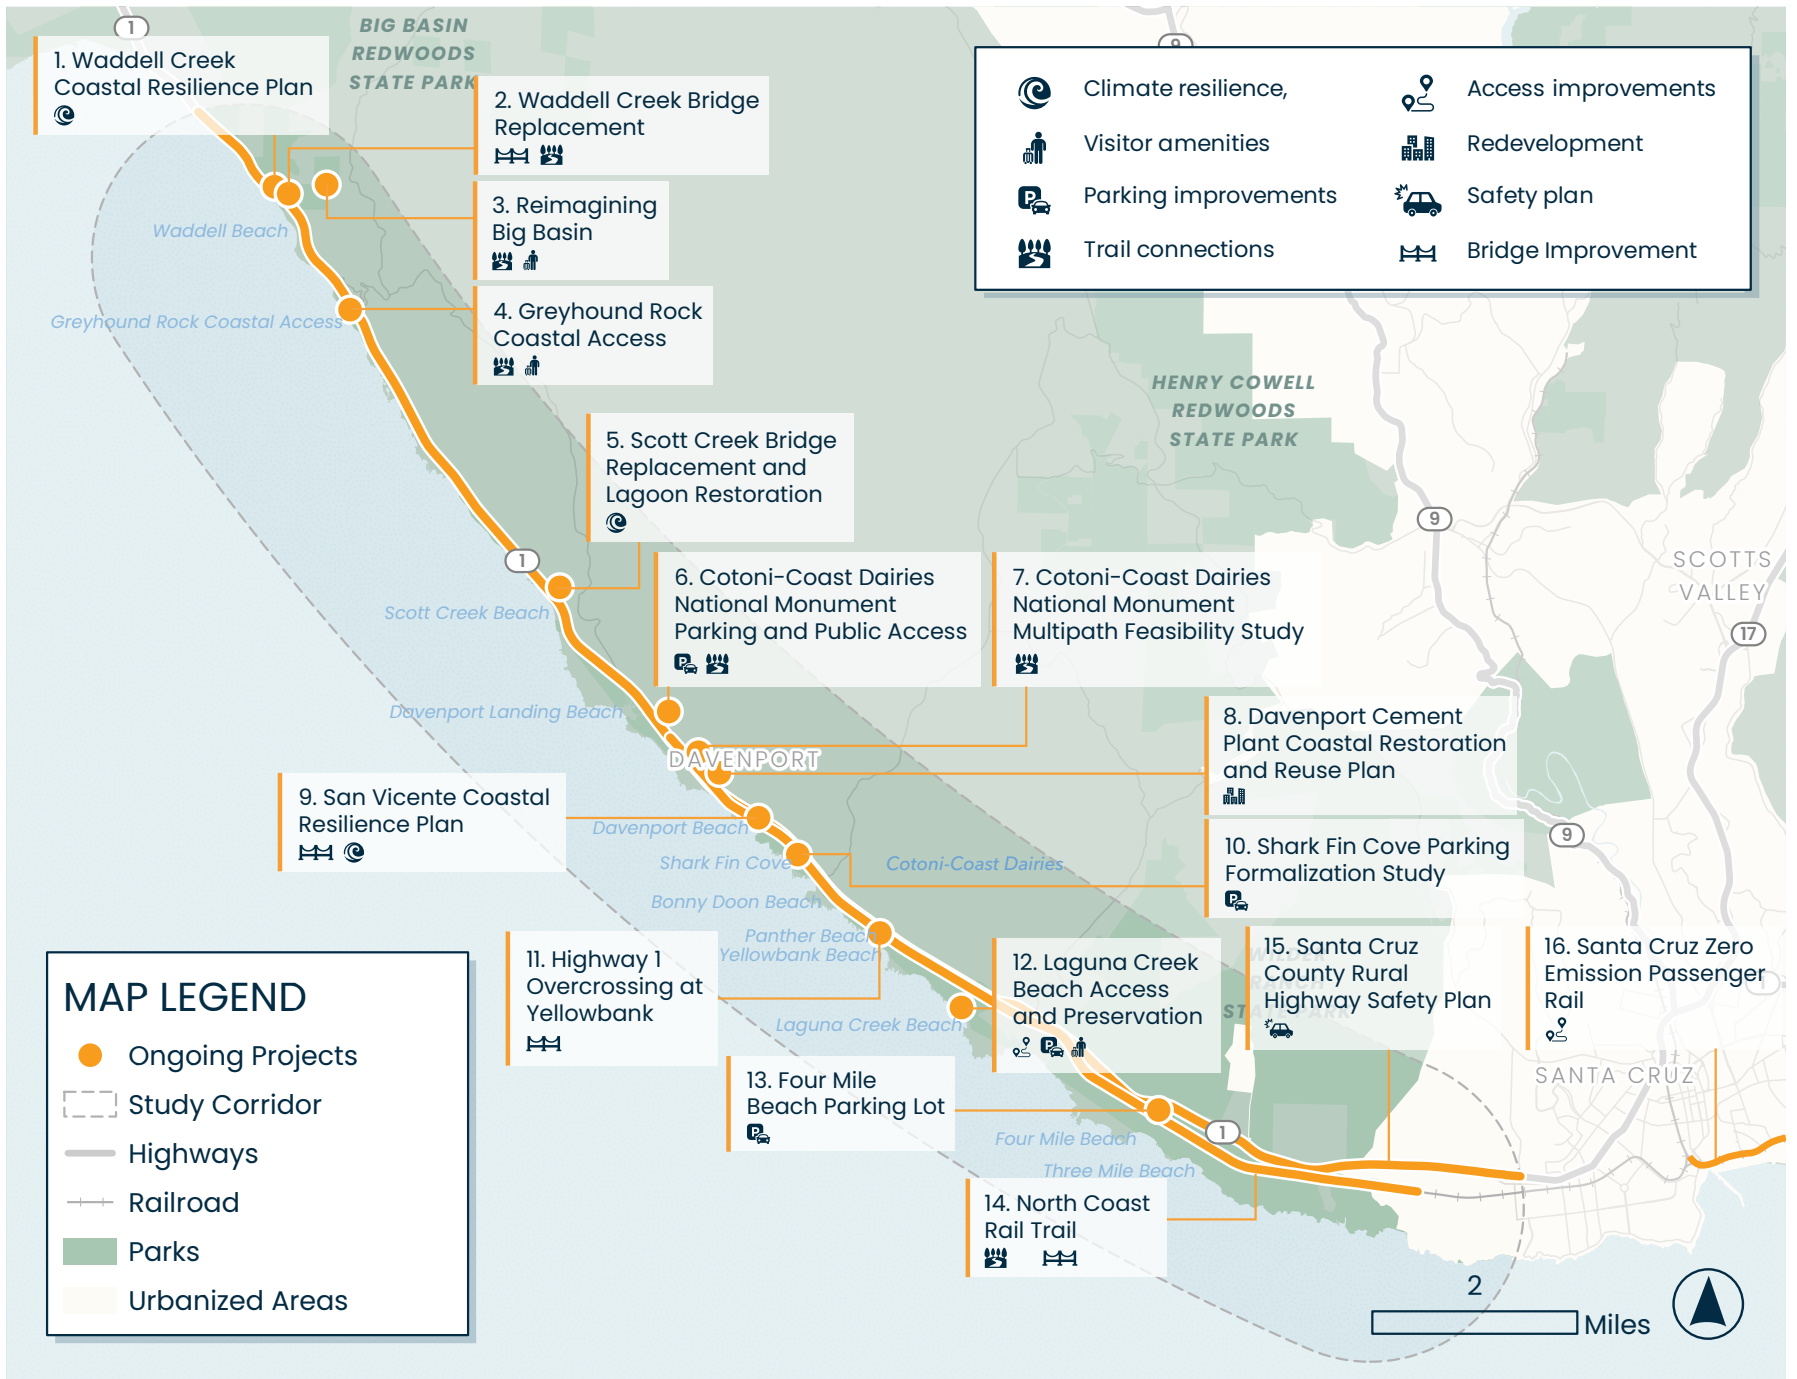 1
BIG BASIN
REDWOODS
STATE PARK
9
1. Waddell Creek
Coastal Resilience Plan
2. Waddell Creek Bridge
Replacement
3. Reimagining
Big Basin
4. Greyhound Rock
Coastal Access
Climate resilience,
Visitor amenities
Parking improvements
Trail connections
Access improvements
Redevelopment
Safety plan
Bridge Improvement
Waddell Beach
Greyhound Rock Coastal Access
HENRY COWELL
REDWOODS
STATE PARK
5. Scott Creek Bridge
Replacement and
Lagoon Restoration
9
1
SCOTTS
VALLEY
17
Scott Creek Beach
6. Cotoni-Coast Dairies
National Monument
Parking and Public Access
7. Cotoni-Coast Dairies
National Monument
Multipath Feasibility Study
Davenport Landing Beach
DAVENPORT
8. Davenport Cement
Plant Coastal Restoration
and Reuse Plan
9. San Vicente Coastal
Resilience Plan
Davenport Beach
Shark Fin Cove
Cotoni-Coast Dairies
10. Shark Fin Cove Parking
Formalization Study
9
Bonny Doon Beach
Panther Beach
Yellowbank Beach
11. Highway 1
Overcrossing at
Yellowbank
Laguna Creek Beach
12. Laguna Creek
Beach Access
and Preservation
WILDER
RANCH
STATE PARK
15. Santa Cruz
County Rural
Highway Safety Plan
16. Santa Cruz Zero
Emission Passenger
Rail
1
SANTA CRUZ
13. Four Mile
Beach Parking Lot
Four Mile Beach
1
Three Mile Beach
14. North Coast
Rail Trail
MAP LEGEND
Ongoing Projects
Study Corridor
Highways
Railroad
Parks
Urbanized Areas
2
Miles